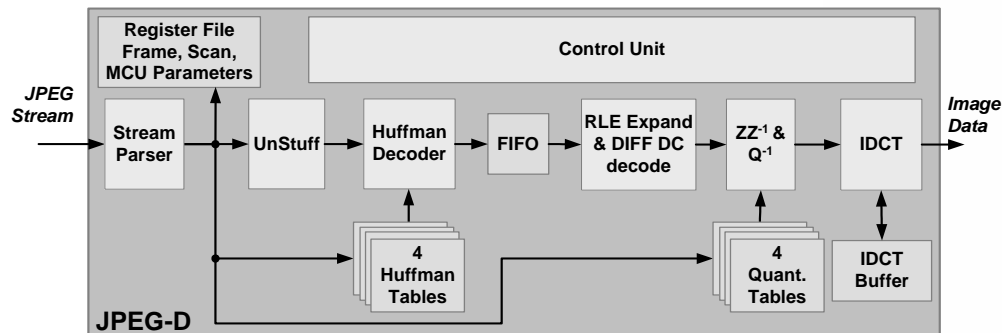 Register File
Frame, Scan,
MCU Parameters
Control Unit
JPEG
Stream
Image
Data
Stream
Parser
UnStuff
Huffman
Decoder
FIFO
RLE Expand
& DIFF DC
decode
ZZ⁻¹ &
Q⁻¹
IDCT
4
Huffman
Tables
4
Quant.
Tables
IDCT
Buffer
JPEG-D